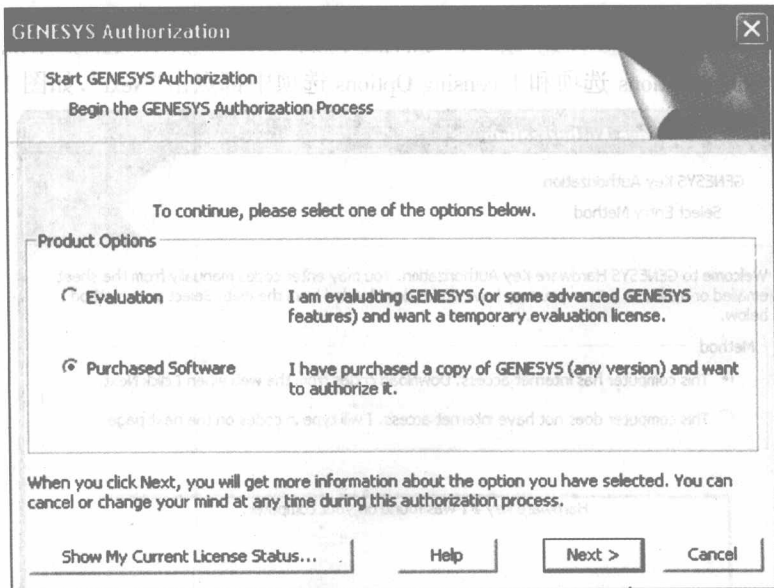 GENESYS Authorization
Start GENESYS Authorization
Begin the GENESYS Authorization Process
To continue, please select one of the options below.
Product Options
Evaluation
I am evaluating GENESYS (or some advanced GENESYS
features) and want a temporary evaluation license.
Purchased Software
I have purchased a copy of GENESYS (any version) and want
to authorize it.
When you click Next, you will get more information about the option you have selected. You can
cancel or change your mind at any time during this authorization process.
Show My Current License Status...
Help
Next >
Cancel